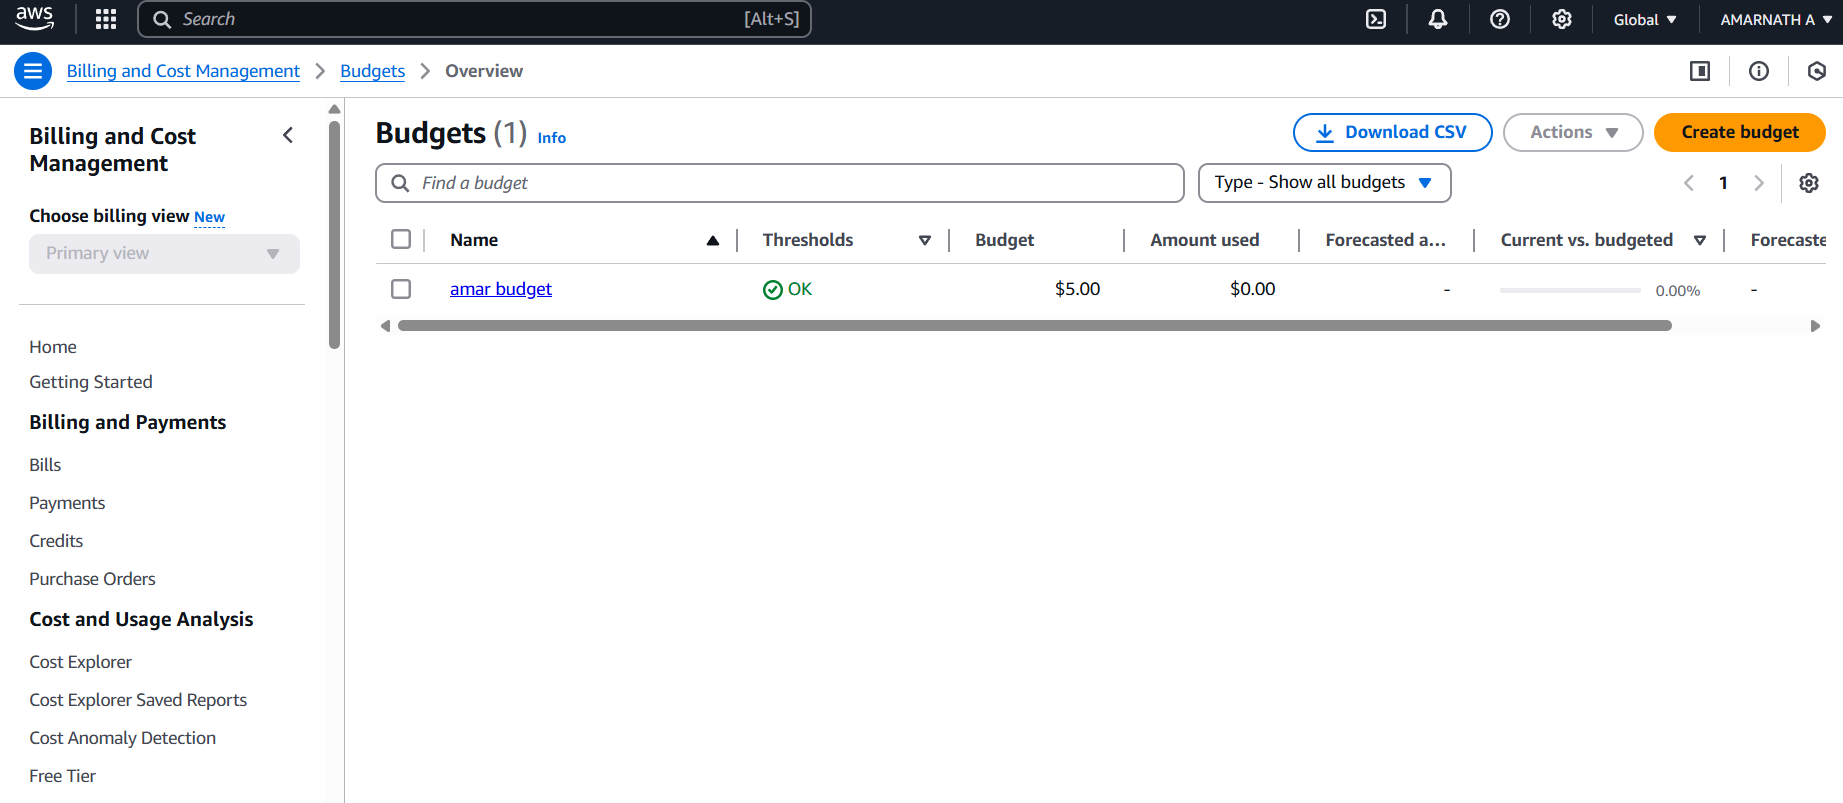 aws
Search [Alt+S]
Global
AMARNATH A
Billing and Cost Management
Budgets
Overview
Billing and Cost
Management
Choose billing view New
Primary view
Home
Getting Started
Billing and Payments
Bills
Payments
Credits
Purchase Orders
Cost and Usage Analysis
Cost Explorer
Cost Explorer Saved Reports
Cost Anomaly Detection
Free Tier
Budgets (1) Info
Download CSV
Actions
Create budget
Find a budget
Type - Show all budgets
1
Name Thresholds Budget Amount used Forecasted a... Current vs. budgeted Forecaste
amar budget OK $5.00 $0.00 - 0.00% -